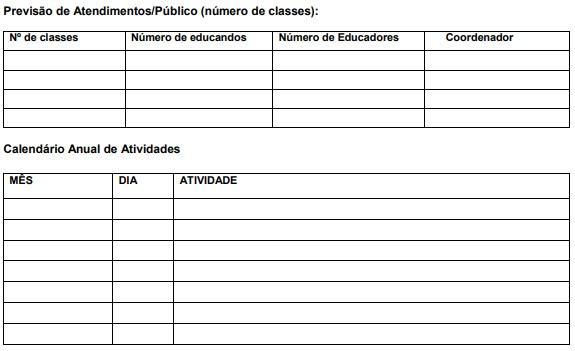 Previsão de Atendimentos/Público (número de classes):
Nº de classes Número de educandos Número de Educadores Coordenador
Calendário Anual de Atividades
MÊS DIA ATIVIDADE